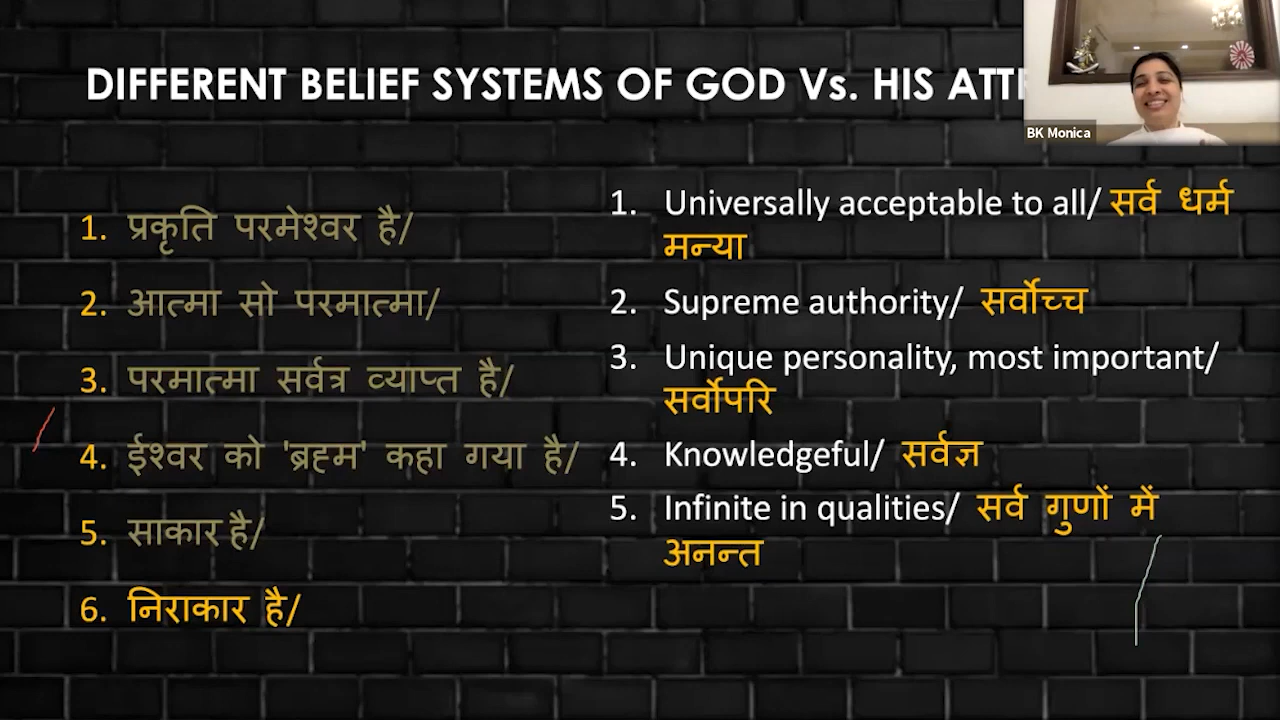 DIFFERENT BELIEF SYSTEMS OF GOD Vs. HIS
BK Monica
1. प्रकृति परमेश्वर है/
2. आत्मा सो परमात्मा/
3. परमात्मा सर्वत्र व्याप्त है/
4. ईश्वर को 'ब्रह्म' कहा गया है/
5. साकार है/
6. निराकार है/
1. Universally acceptable to all/ सर्व धर्म
मन्या
2. Supreme authority/ सर्वोच्च
3. Unique personality, most important/
सर्वोपरि
4. Knowledgeful/ सर्वज्ञ
5. Infinite in qualities/ सर्व गुणों में
अनन्त